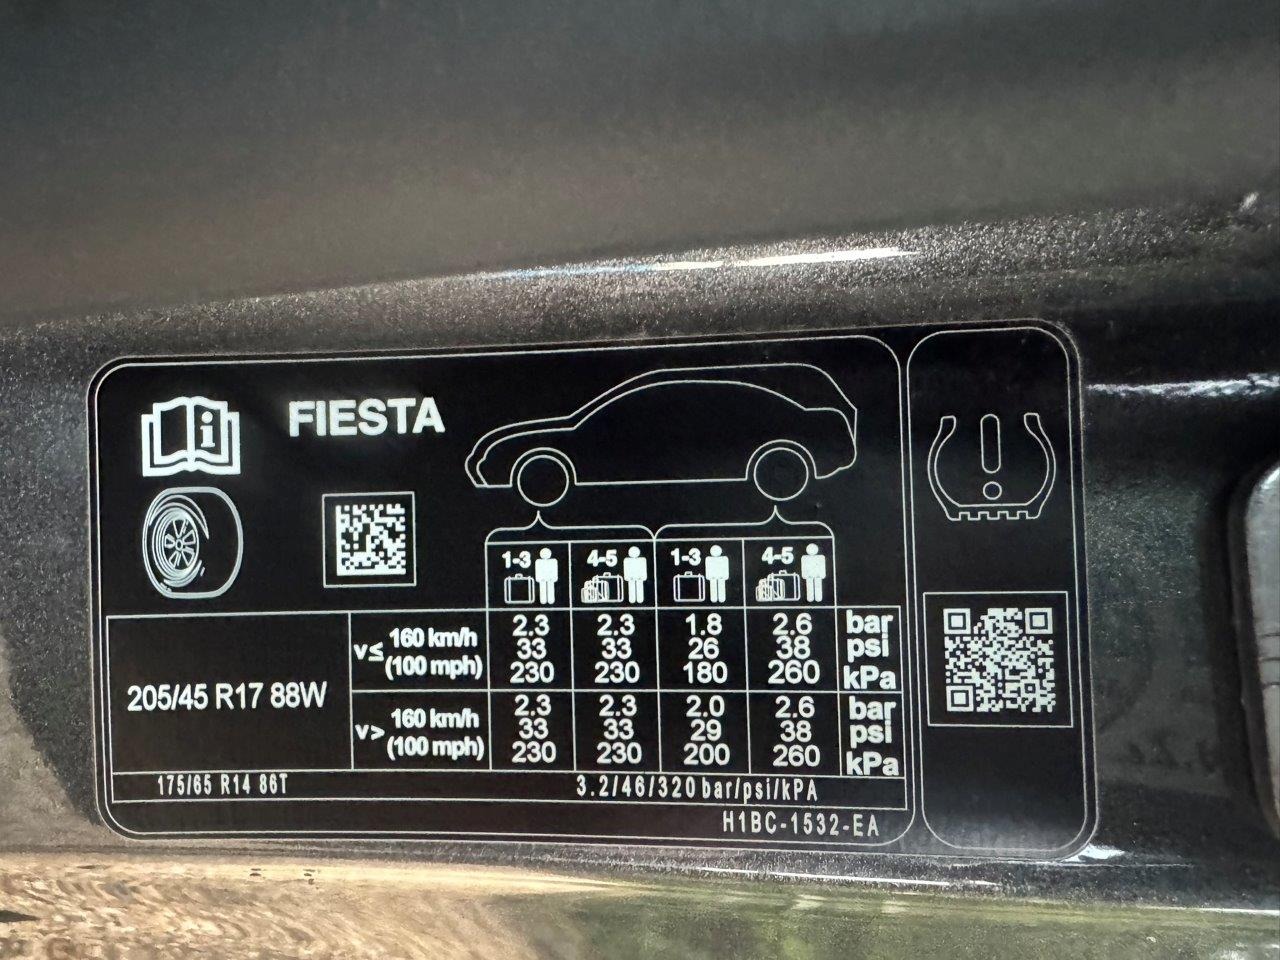 FIESTA
1-3 4-5 1-3 4-5
205/45 R17 88W
v≤ 160 km/h (100 mph)
2.3 2.3 1.8 2.6 bar
33 33 26 38 psi
230 230 180 260 kPa
v> 160 km/h (100 mph)
2.3 2.3 2.0 2.6 bar
33 33 29 38 psi
230 230 200 260 kPa
175/65 R14 86T 3.2/46/320 bar/psi/kPA
H1BC-1532-EA